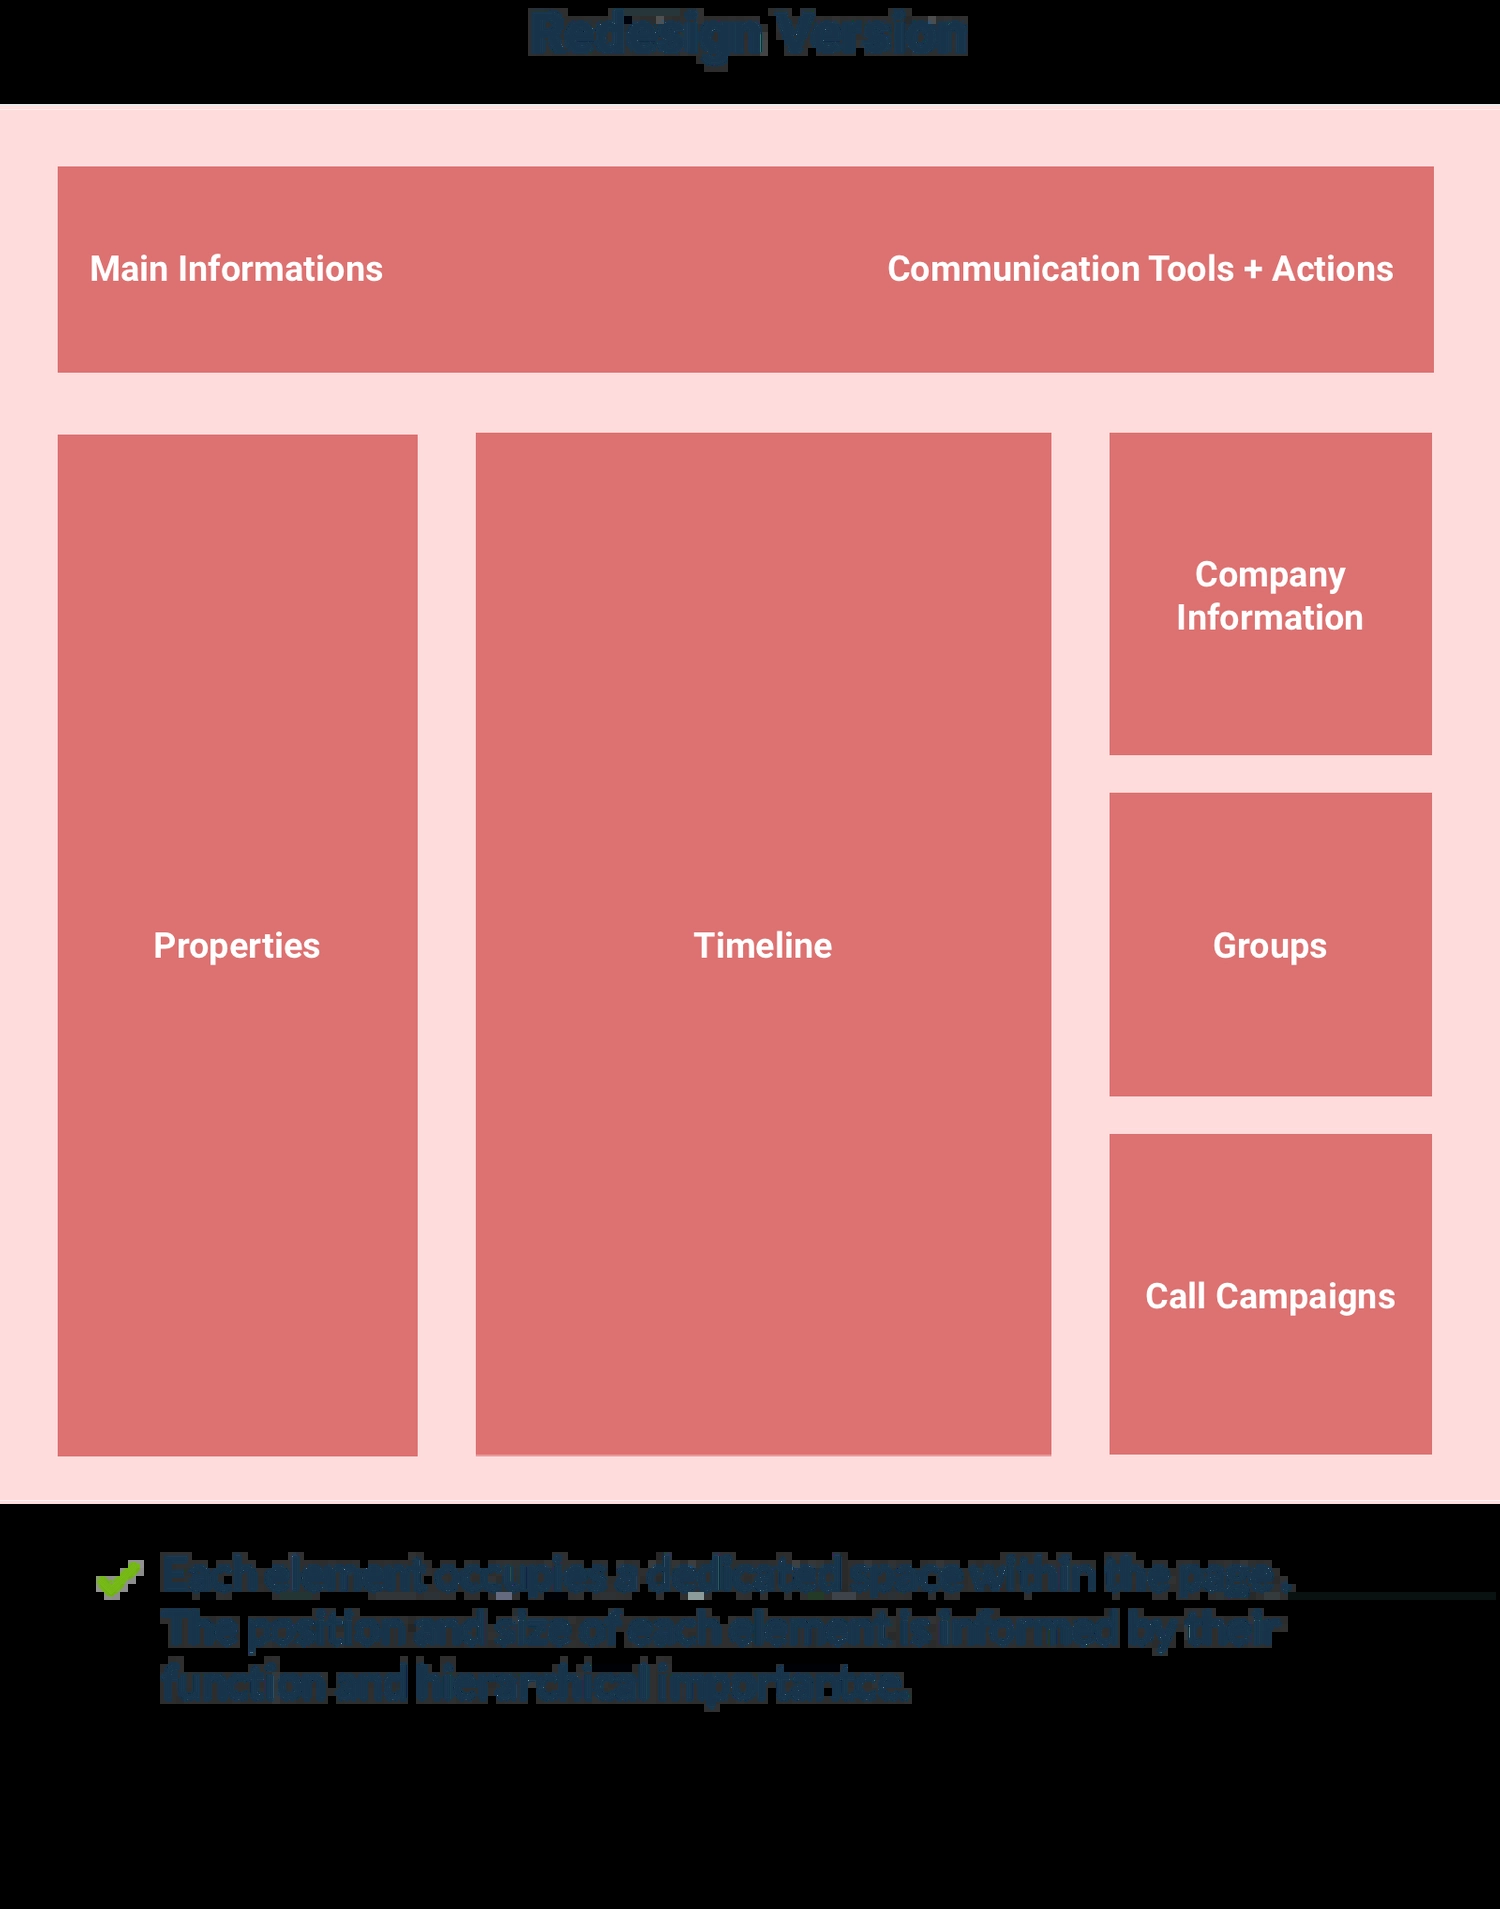 Redesign Version
Main Informations
Communication Tools + Actions
Properties
Timeline
Company
Information
Groups
Call Campaigns
Each element occupies a dedicated space within the page.
The position and size of each element is informed by their
function and hierarchical importance.